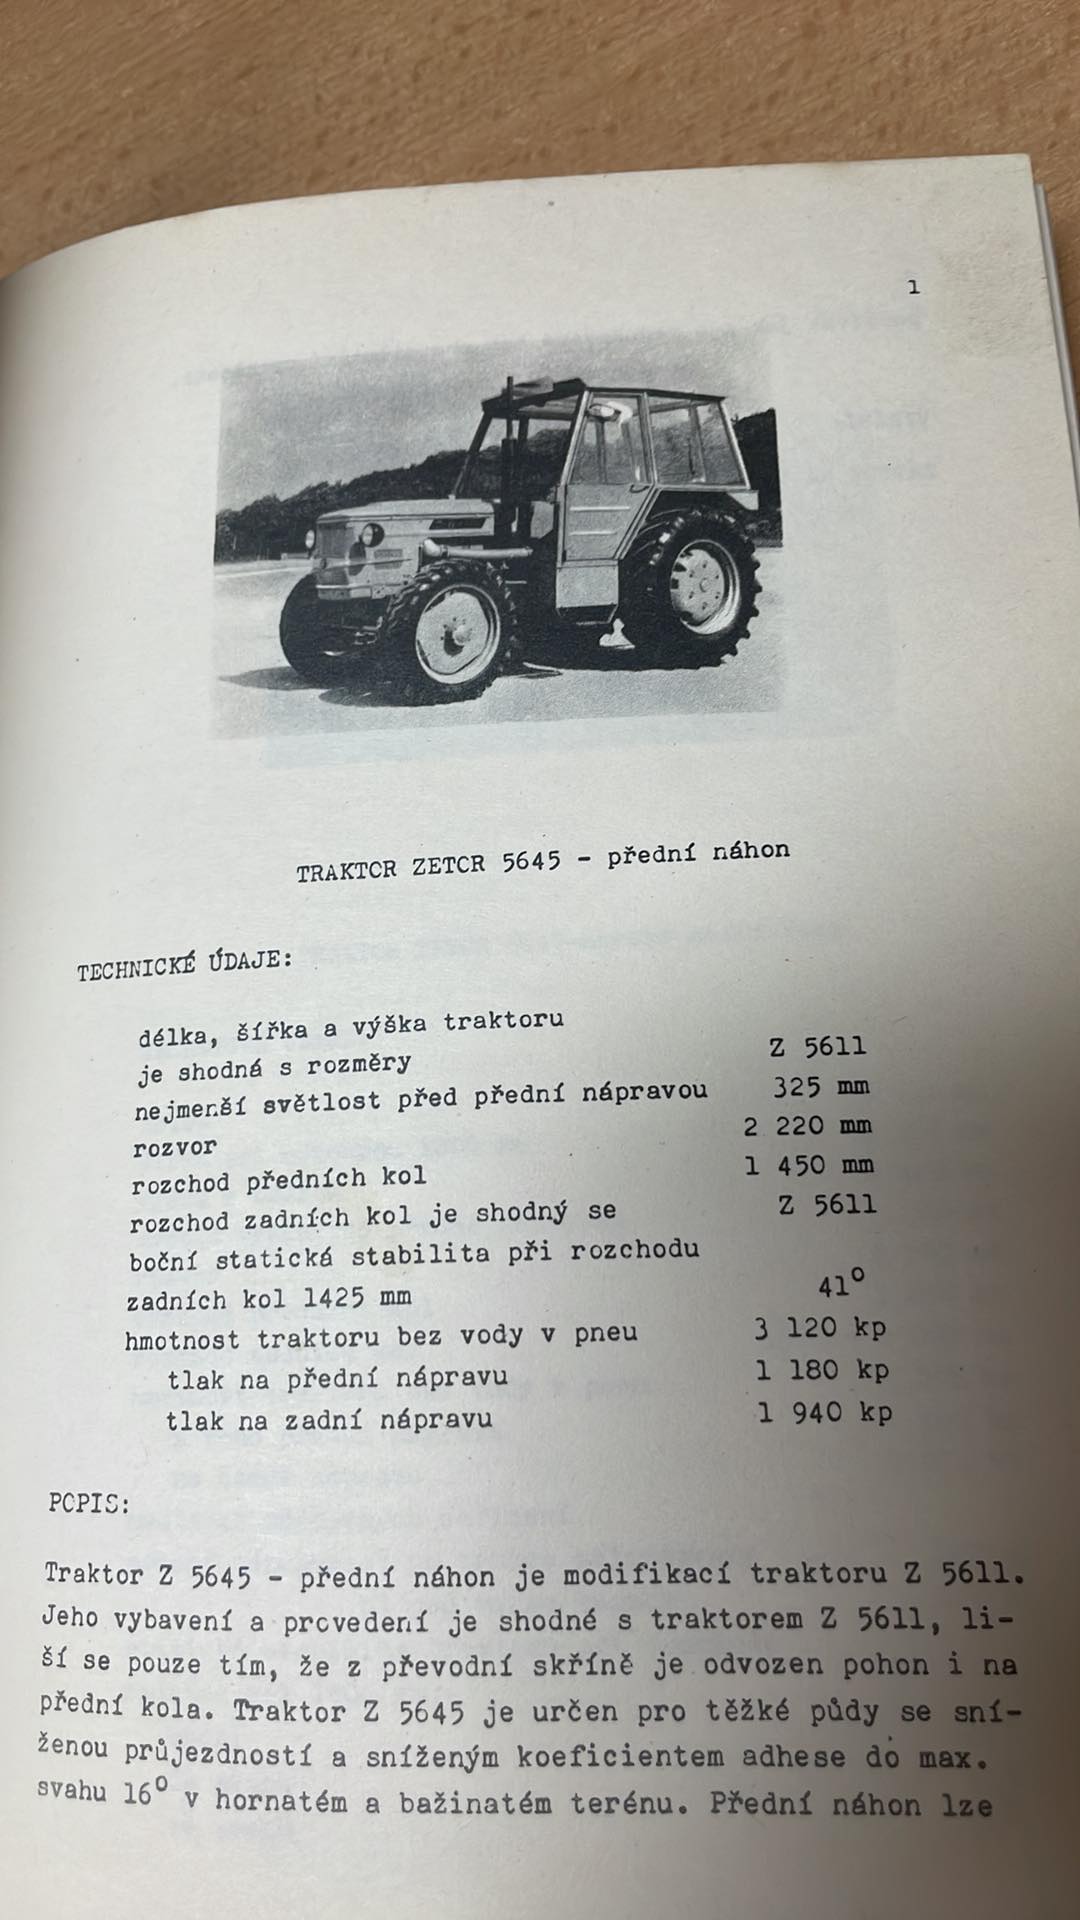 1
TRAKTCR ZETCR 5645 - přední náhon
TECHNICKÉ ÚDAJE:
délka, šířka a výška traktoru
je shodná s rozměry Z 5611
nejmenší světlost před přední nápravou 325 mm
rozvor 2 220 mm
rozchod předních kol 1 450 mm
rozchod zadních kol je shodný se Z 5611
boční statická stabilita při rozchodu
zadních kol 1425 mm 41°
hmotnost traktoru bez vody v pneu 3 120 kp
tlak na přední nápravu 1 180 kp
tlak na zadní nápravu 1 940 kp
PCPIS:
Traktor Z 5645 - přední náhon je modifikací traktoru Z 5611.
Jeho vybavení a prcvedení je shodné s traktorem Z 5611, li-
ší se pouze tím, že z převodní skříně je odvozen pohon i na
přední kola. Traktor Z 5645 je určen pro těžké půdy se sní-
ženou průjezdností a sníženým koeficientem adhese do max.
svahu 16° v hornatém a bažinatém terénu. Přední náhon lze